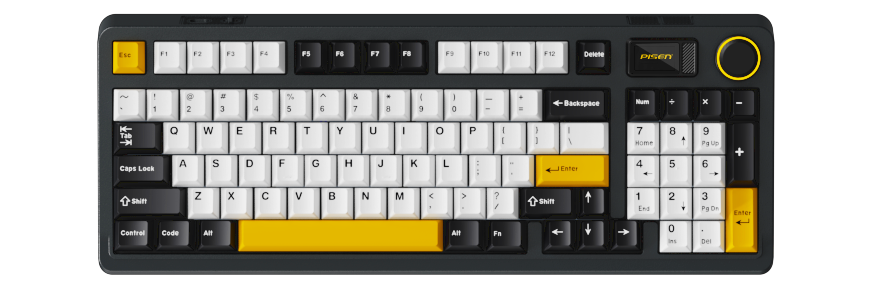 Esc F1 F2 F3 F4 F5 F6 F7 F8 F9 F10 F11 F12 Delete PISEN
~ ! @ # $ % ^ & * ( ) _ +
` 1 2 3 4 5 6 7 8 9 0 - = ← Backspace Num ÷ × −
Tab Q W E R T Y U I O P { [ } ] | \ 7 Home 8 ↑ 9 Pg Up +
Caps Lock A S D F G H J K L : ; " ' Enter 4 ← 5 6 →
Shift Z X C V B N M < , > . ? / Shift ↑ 1 End 2 ↓ 3 Pg Dn Enter
Control Code Alt Alt Fn ← ↓ → 0 Ins . Del